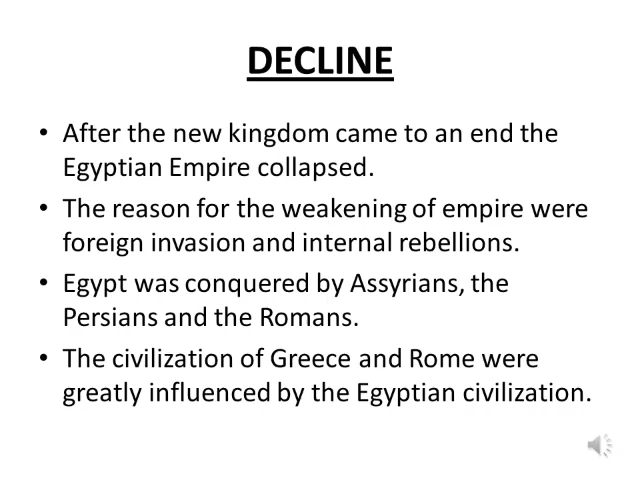 DECLINE
• After the new kingdom came to an end the
Egyptian Empire collapsed.
• The reason for the weakening of empire were
foreign invasion and internal rebellions.
• Egypt was conquered by Assyrians, the
Persians and the Romans.
• The civilization of Greece and Rome were
greatly influenced by the Egyptian civilization.